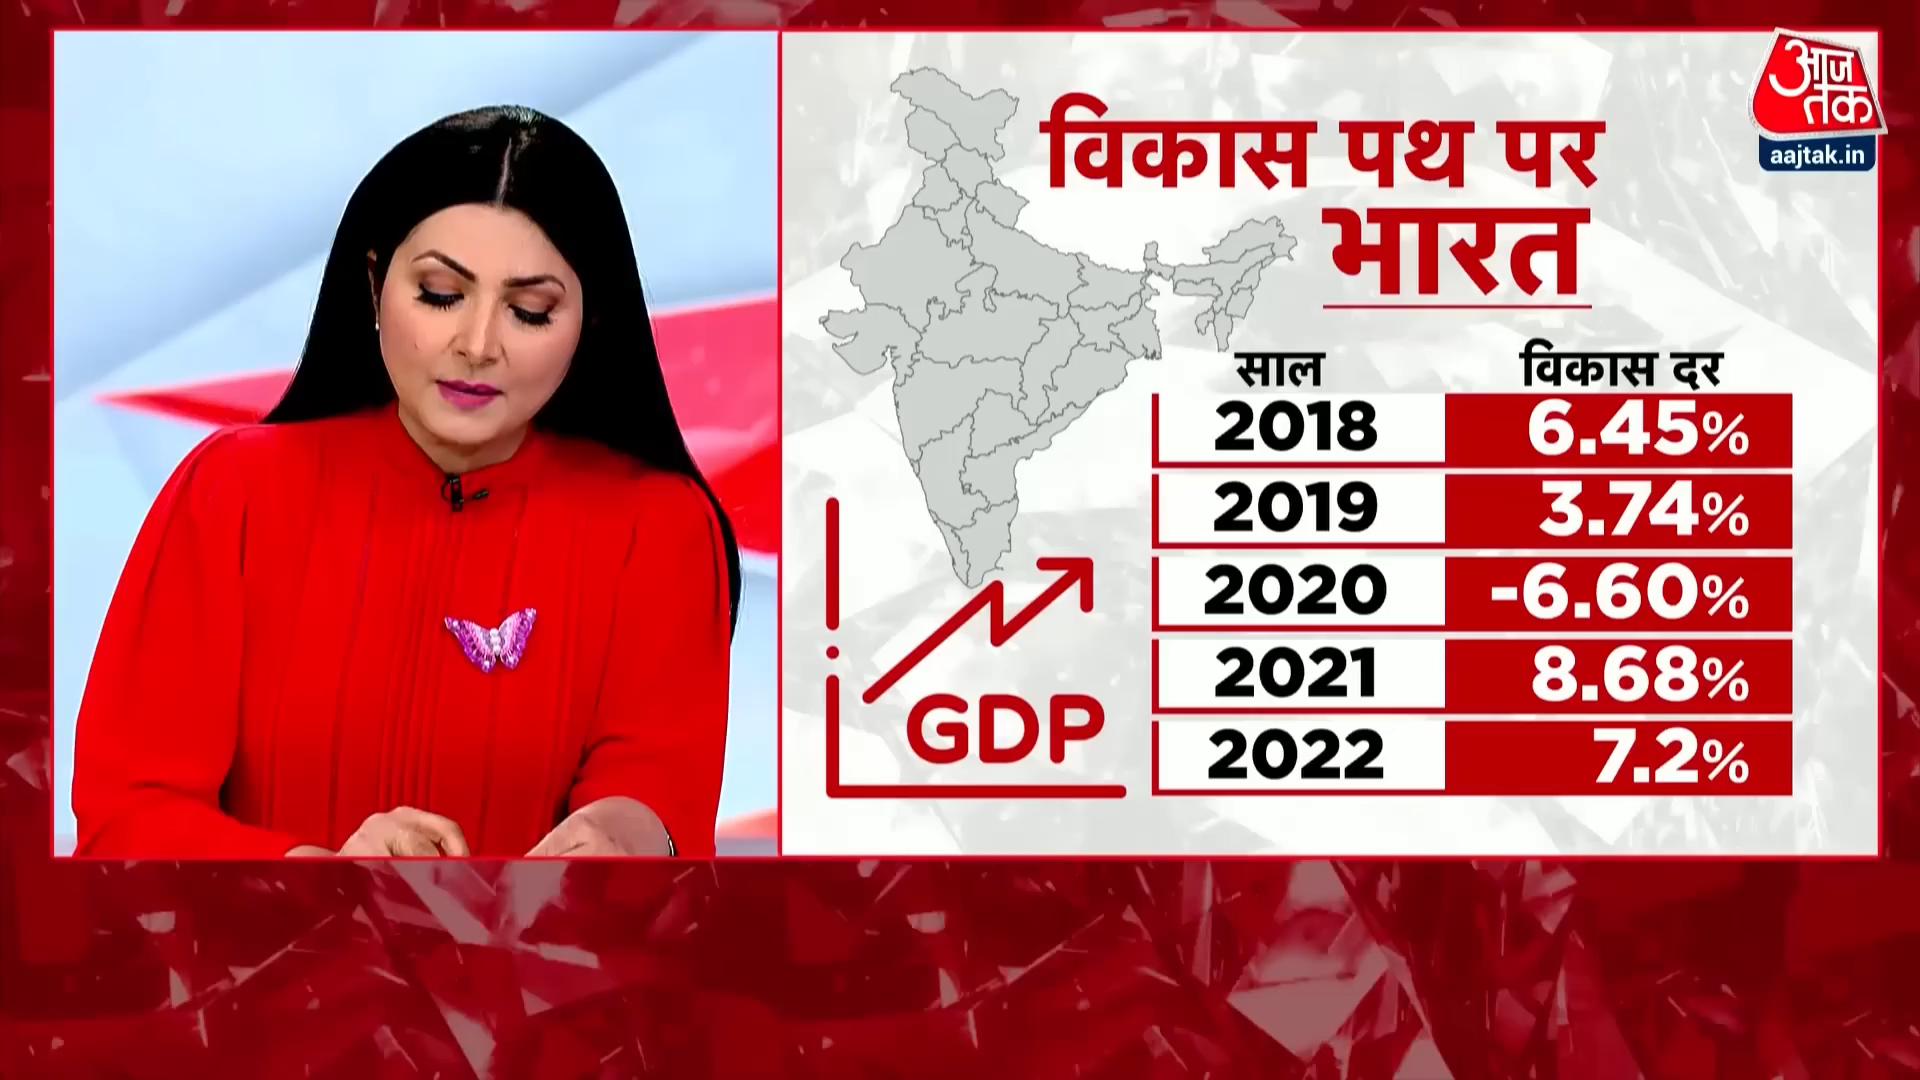 आज
तक
aajtak.in
विकास पथ पर
भारत
साल विकास दर
2018 6.45%
2019 3.74%
2020 -6.60%
2021 8.68%
2022 7.2%
GDP